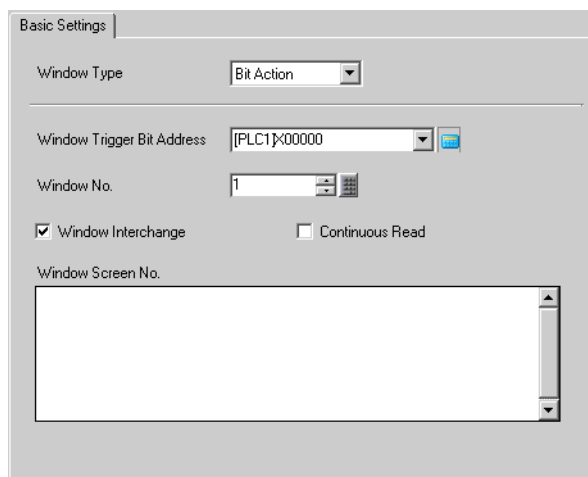 Basic Settings
Window Type Bit Action
Window Trigger Bit Address [PLC1]X00000
Window No. 1
Window Interchange Continuous Read
Window Screen No.